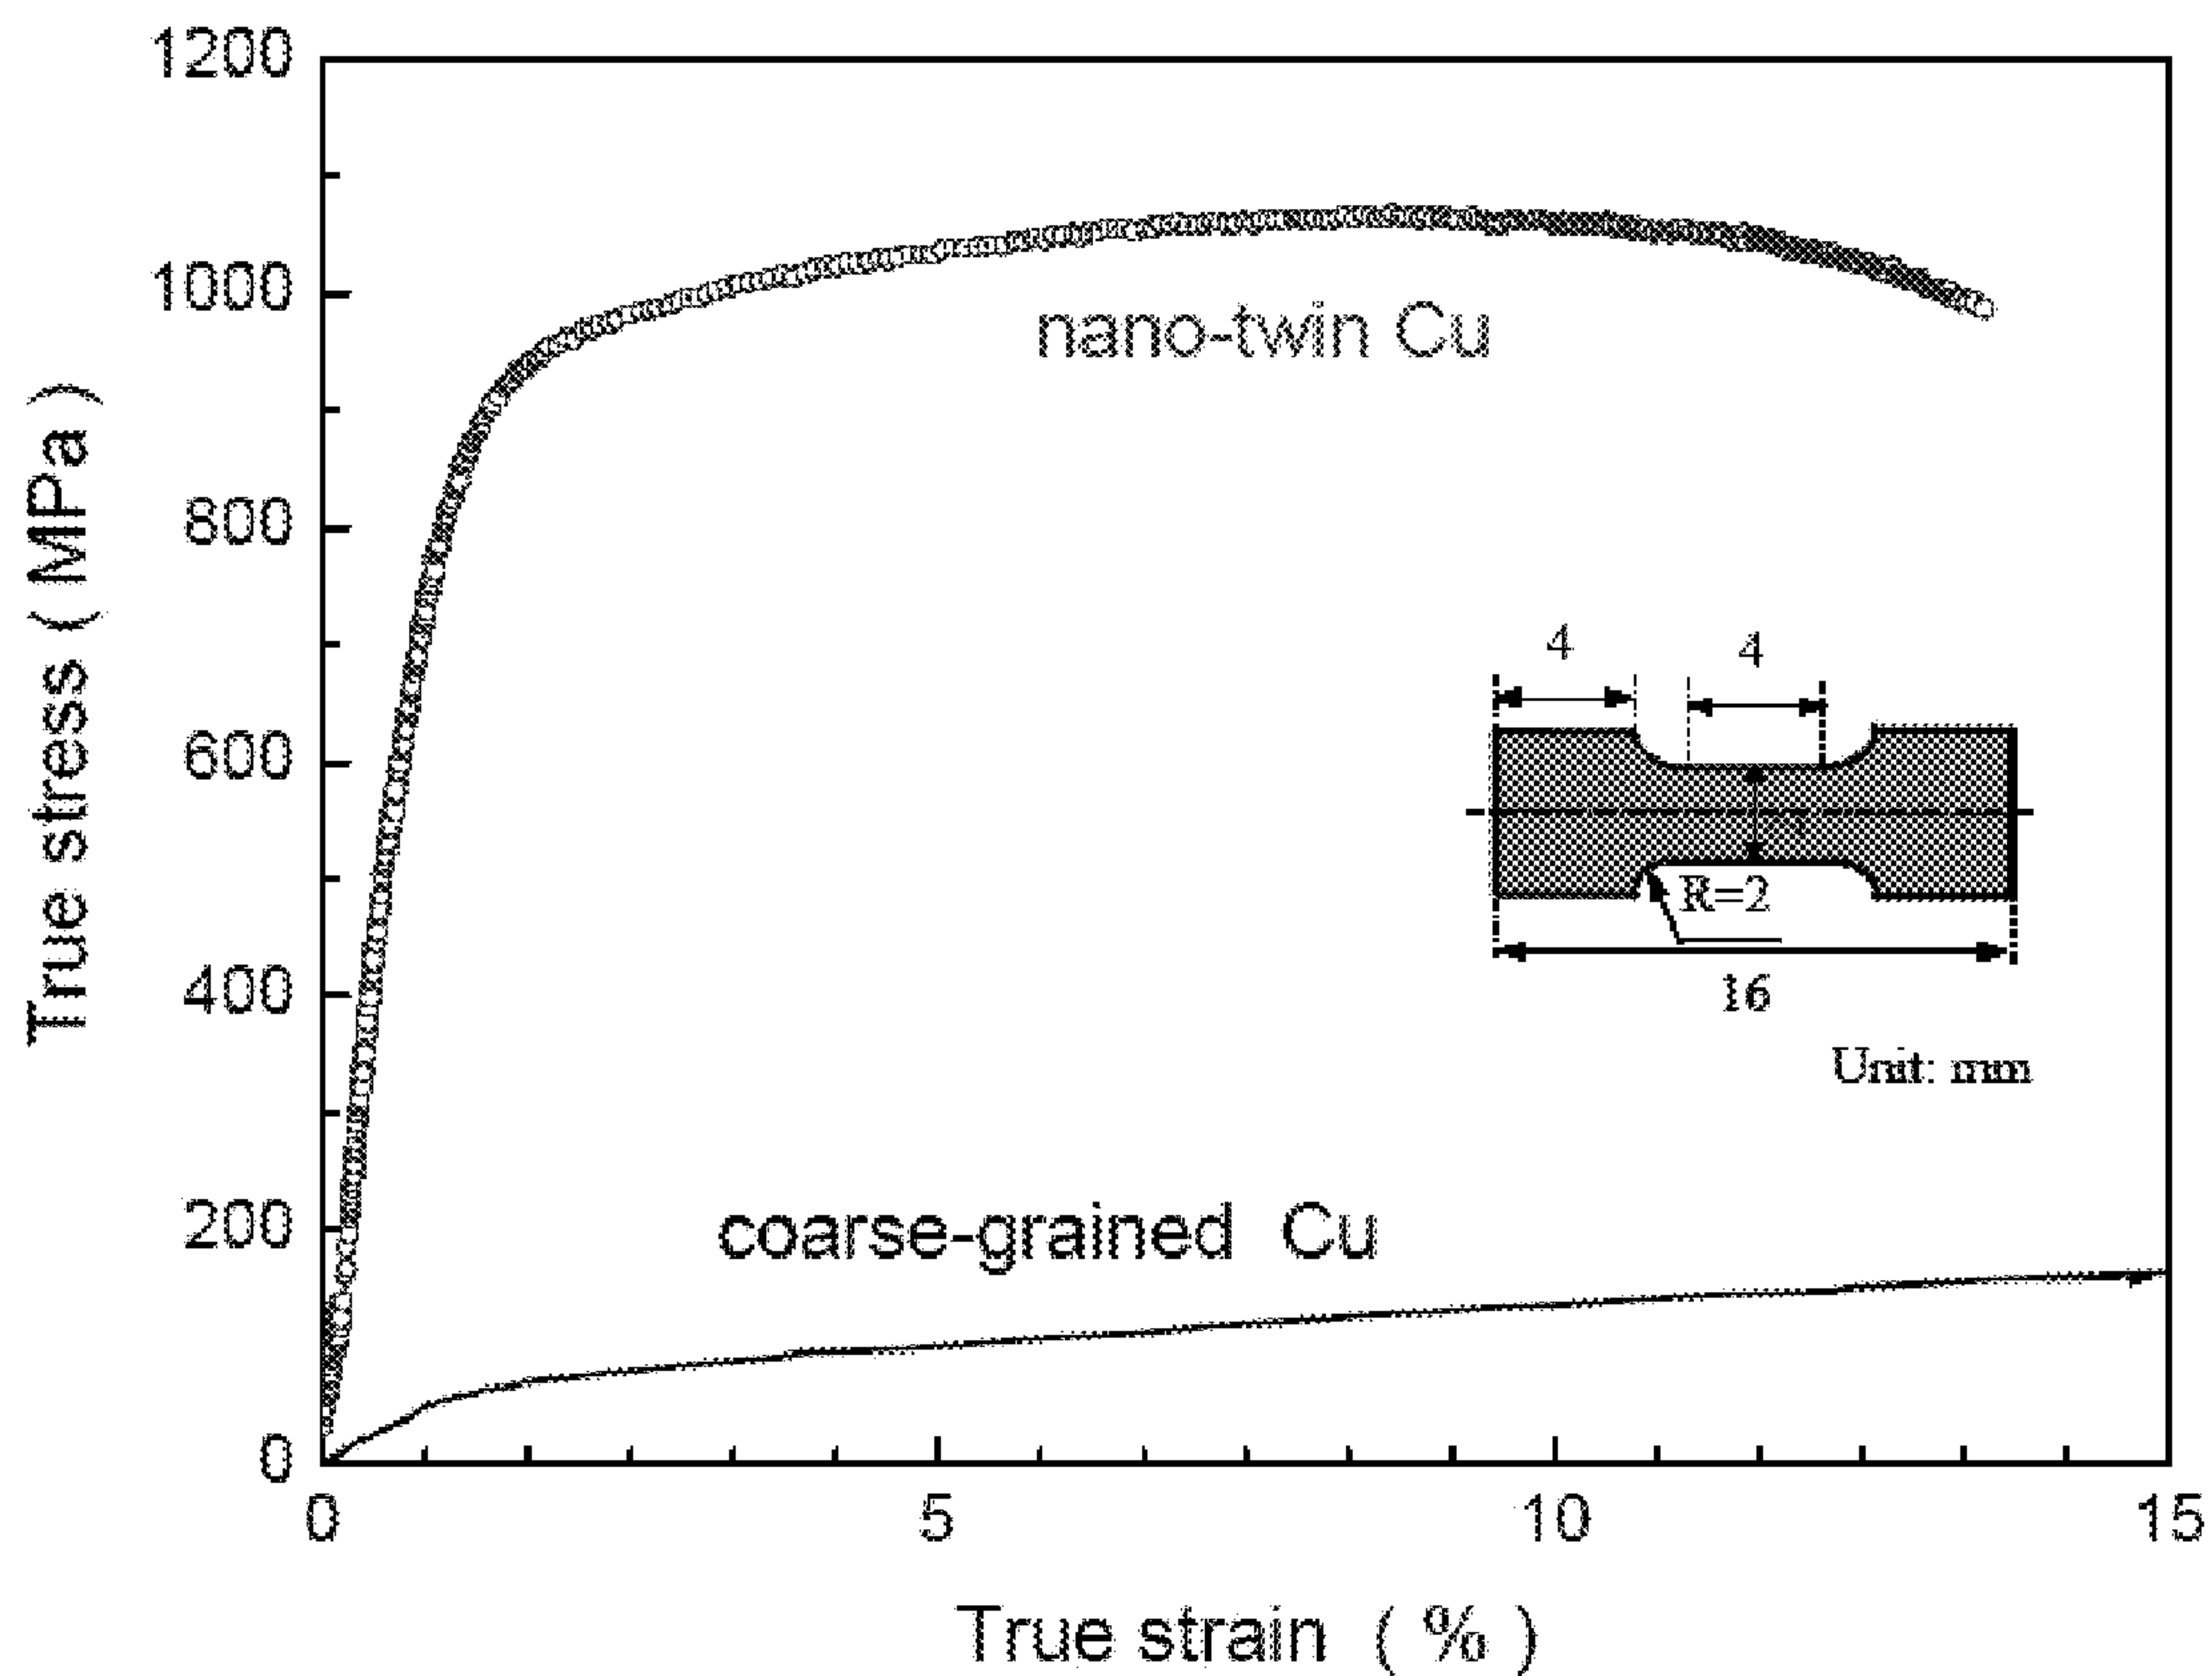 1200
1000
800
600
400
200
0
True stress ( MPa )
nano-twin Cu
4 4
R=2
16
Unit: mm
coarse-grained Cu
0 5 10 15
True strain ( % )